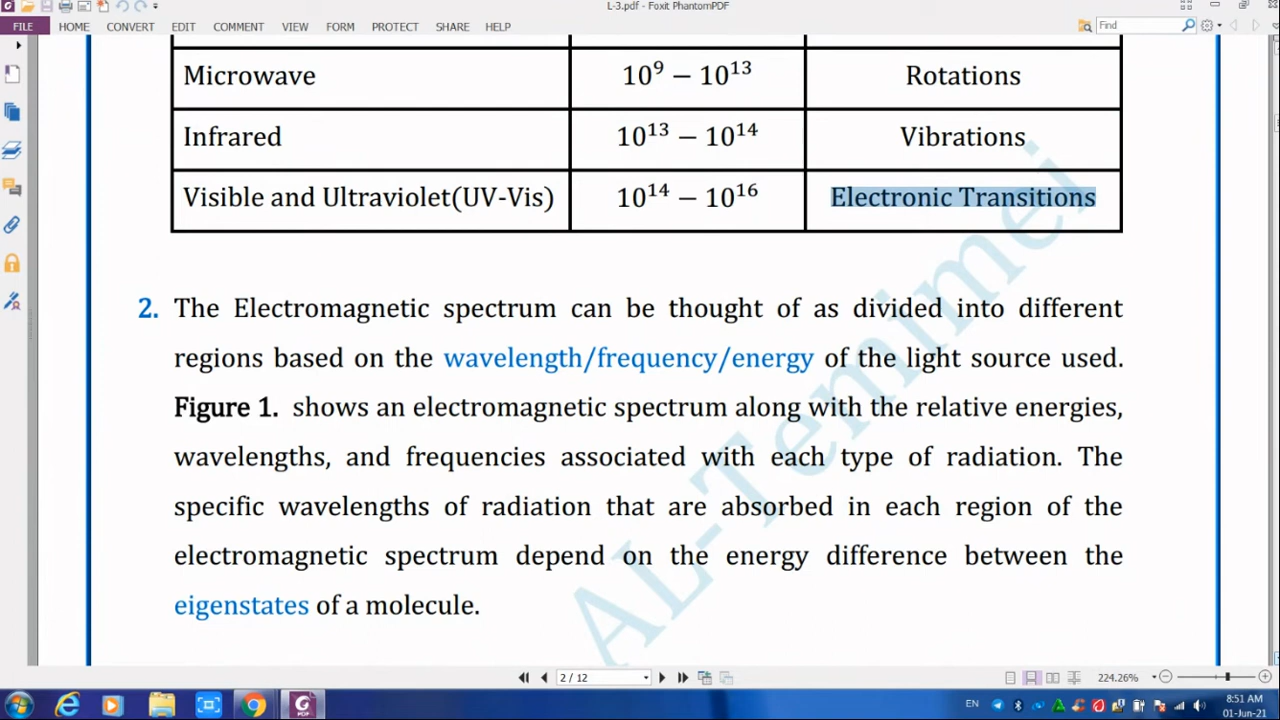 L-3.pdf - Foxit PhantomPDF
FILE HOME CONVERT EDIT COMMENT VIEW FORM PROTECT SHARE HELP Find
Microwave 10⁹ – 10¹³ Rotations
Infrared 10¹³ – 10¹⁴ Vibrations
Visible and Ultraviolet(UV-Vis) 10¹⁴ – 10¹⁶ Electronic Transitions
2. The Electromagnetic spectrum can be thought of as divided into different
regions based on the wavelength/frequency/energy of the light source used.
Figure 1. shows an electromagnetic spectrum along with the relative energies,
wavelengths, and frequencies associated with each type of radiation. The
specific wavelengths of radiation that are absorbed in each region of the
electromagnetic spectrum depend on the energy difference between the
eigenstates of a molecule.
AL-Temimei
2 / 12 224.26%
EN 8:51 AM
01-Jun-21